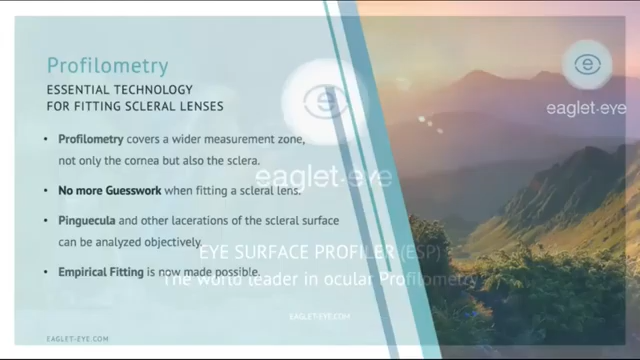 Profilometry
ESSENTIAL TECHNOLOGY
FOR FITTING SCLERAL LENSES
• Profilometry covers a wider measurement zone,
not only the cornea but also the sclera.
• No more Guesswork when fitting a scleral lens.
• Pinguecula and other lacerations of the scleral surface
can be analyzed objectively.
• Empirical Fitting is now made possible.
EAGLET-EYE.COM
e
eaglet·eye
EYE SURFACE PROFILER (ESP)
The world leader in ocular Profilometry
EAGLET-EYE.COM
e
eaglet·eye